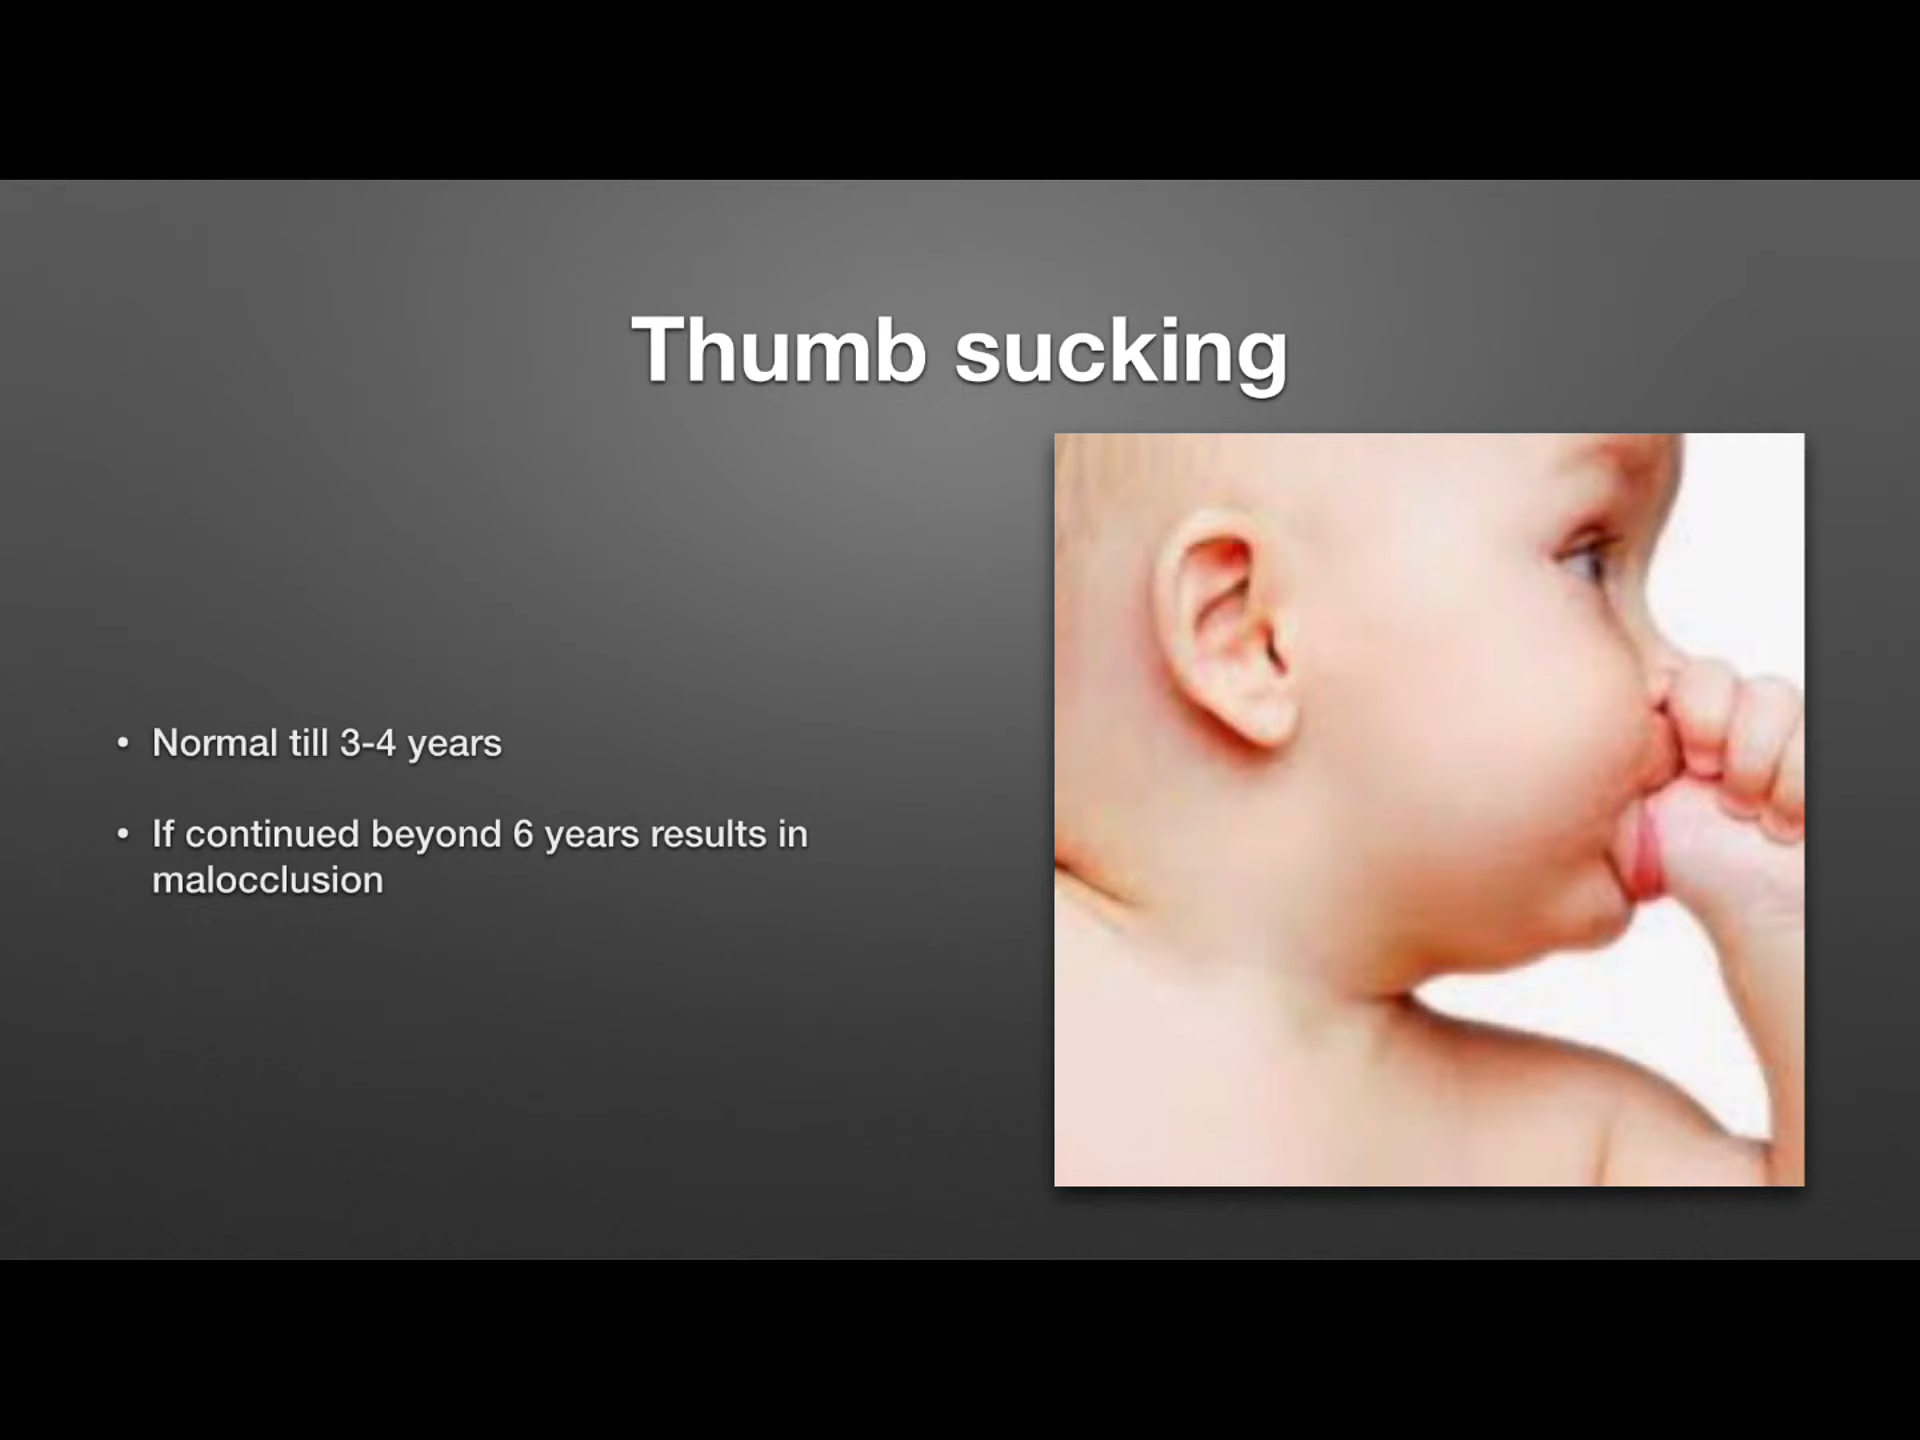 Thumb sucking
• Normal till 3-4 years
• If continued beyond 6 years results in
malocclusion